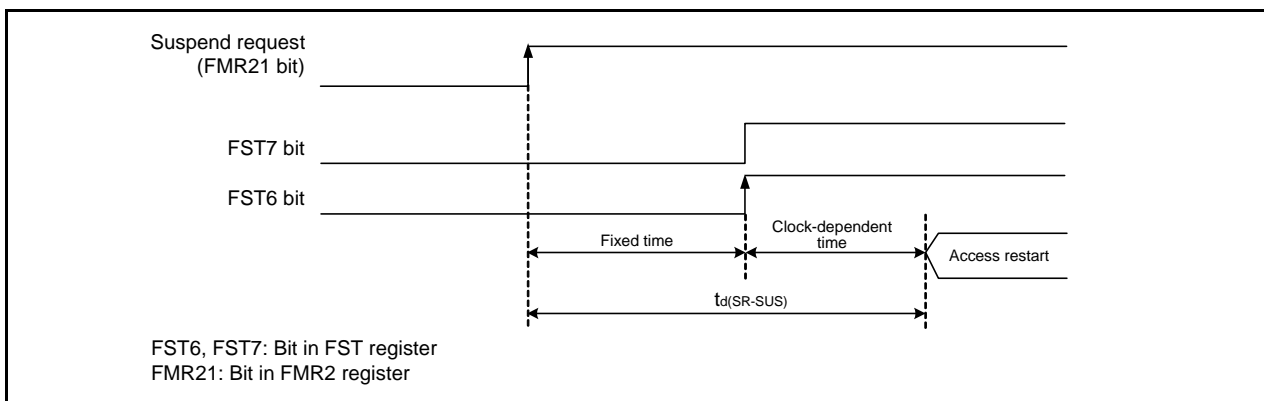 Suspend request
(FMR21 bit)
FST7 bit
FST6 bit
Fixed time
Clock-dependent
time
Access restart
td(SR-SUS)
FST6, FST7: Bit in FST register
FMR21: Bit in FMR2 register